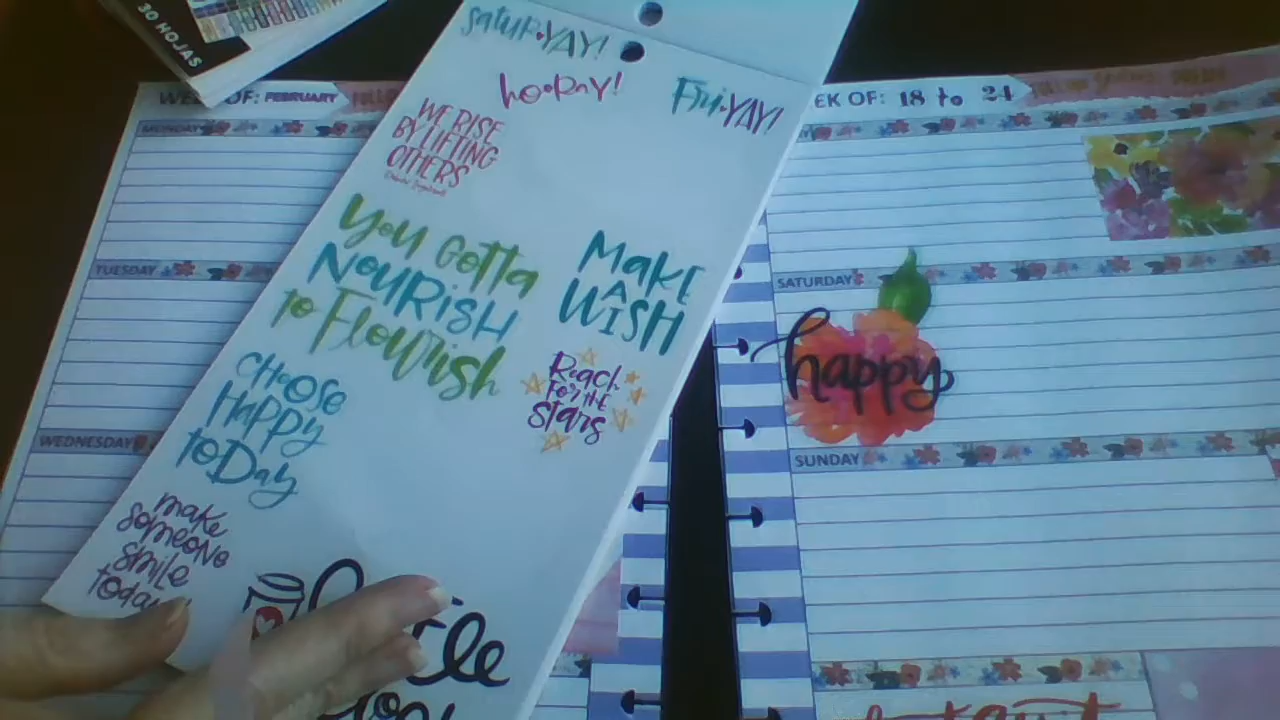 30 HOJAS
SATUR•YAY!
hooray!
FRI•YAY!
WE RISE
BY LIFTING
OTHERS
You Gotta
NOURISH
to Flourish
MAKE
A
WISH
Reach
FOR THE
stars
CHOOSE
HAPPY
toDay
make
someone
smile
today
WEEK OF: FEBRUARY
MONDAY
TUESDAY
WEDNESDAY
EK OF: 18 to 24
SATURDAY
happy
SUNDAY